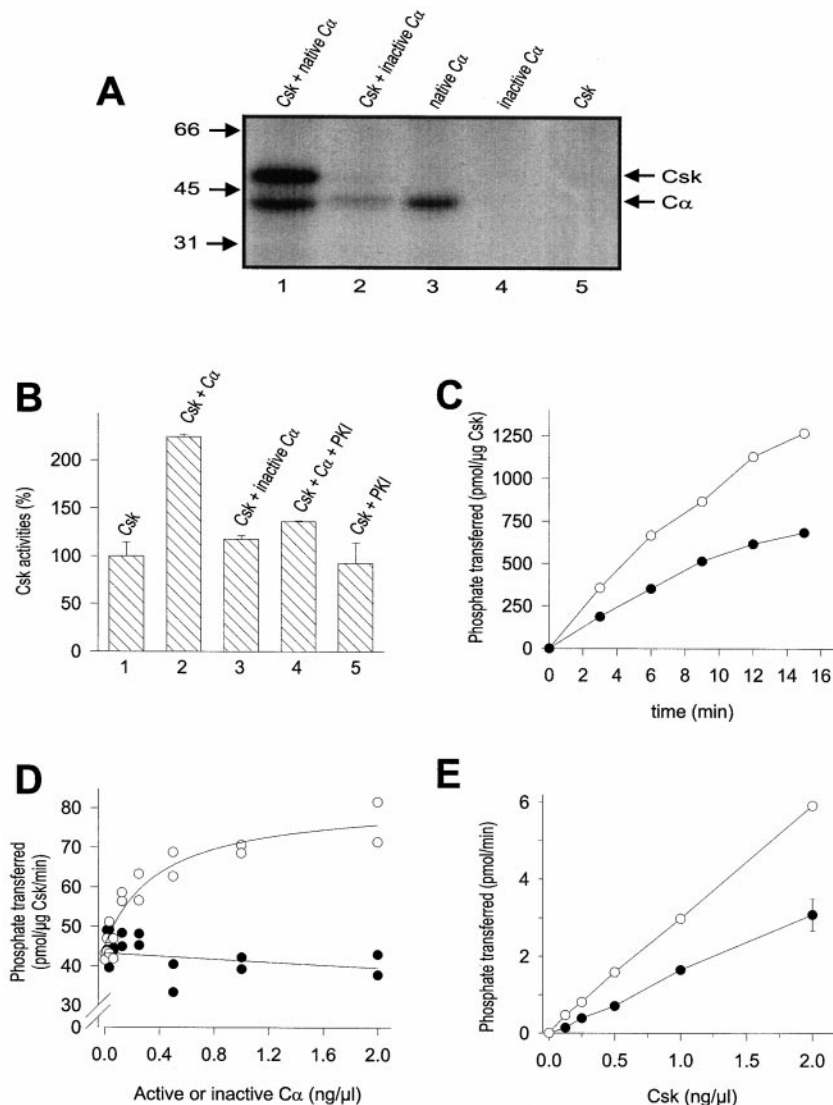 A
Csk + native Cα
Csk + inactive Cα
native Cα
inactive Cα
Csk
66
45
31
Csk
Cα
1 2 3 4 5
B
Csk activities (%)
200
150
100
50
0
Csk
Csk + Cα
Csk + inactive Cα
Csk + Cα + PKI
Csk + PKI
1 2 3 4 5
C
Phosphate transferred (pmol/µg Csk)
1250
1000
750
500
250
0
0 2 4 6 8 10 12 14 16
time (min)
D
Phosphate transferred
(pmol/µg Csk/min)
80
70
60
50
40
30
0
0.0 0.4 0.8 1.2 1.6 2.0
Active or inactive Cα (ng/µl)
E
Phosphate transferred (pmol/min)
6
4
2
0
0.0 0.5 1.0 1.5 2.0
Csk (ng/µl)